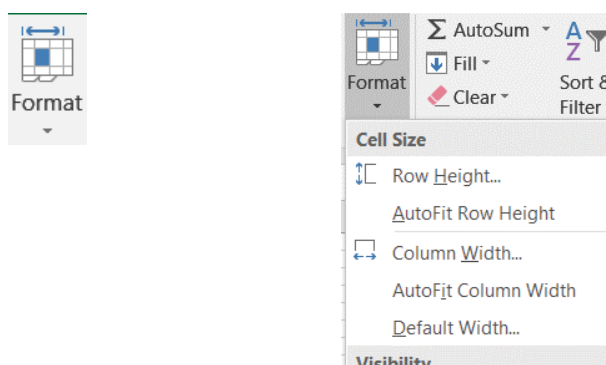 Format
Format
AutoSum
Fill
Clear
Sort &
Filter
Cell Size
Row Height...
AutoFit Row Height
Column Width...
AutoFit Column Width
Default Width...
Visibility